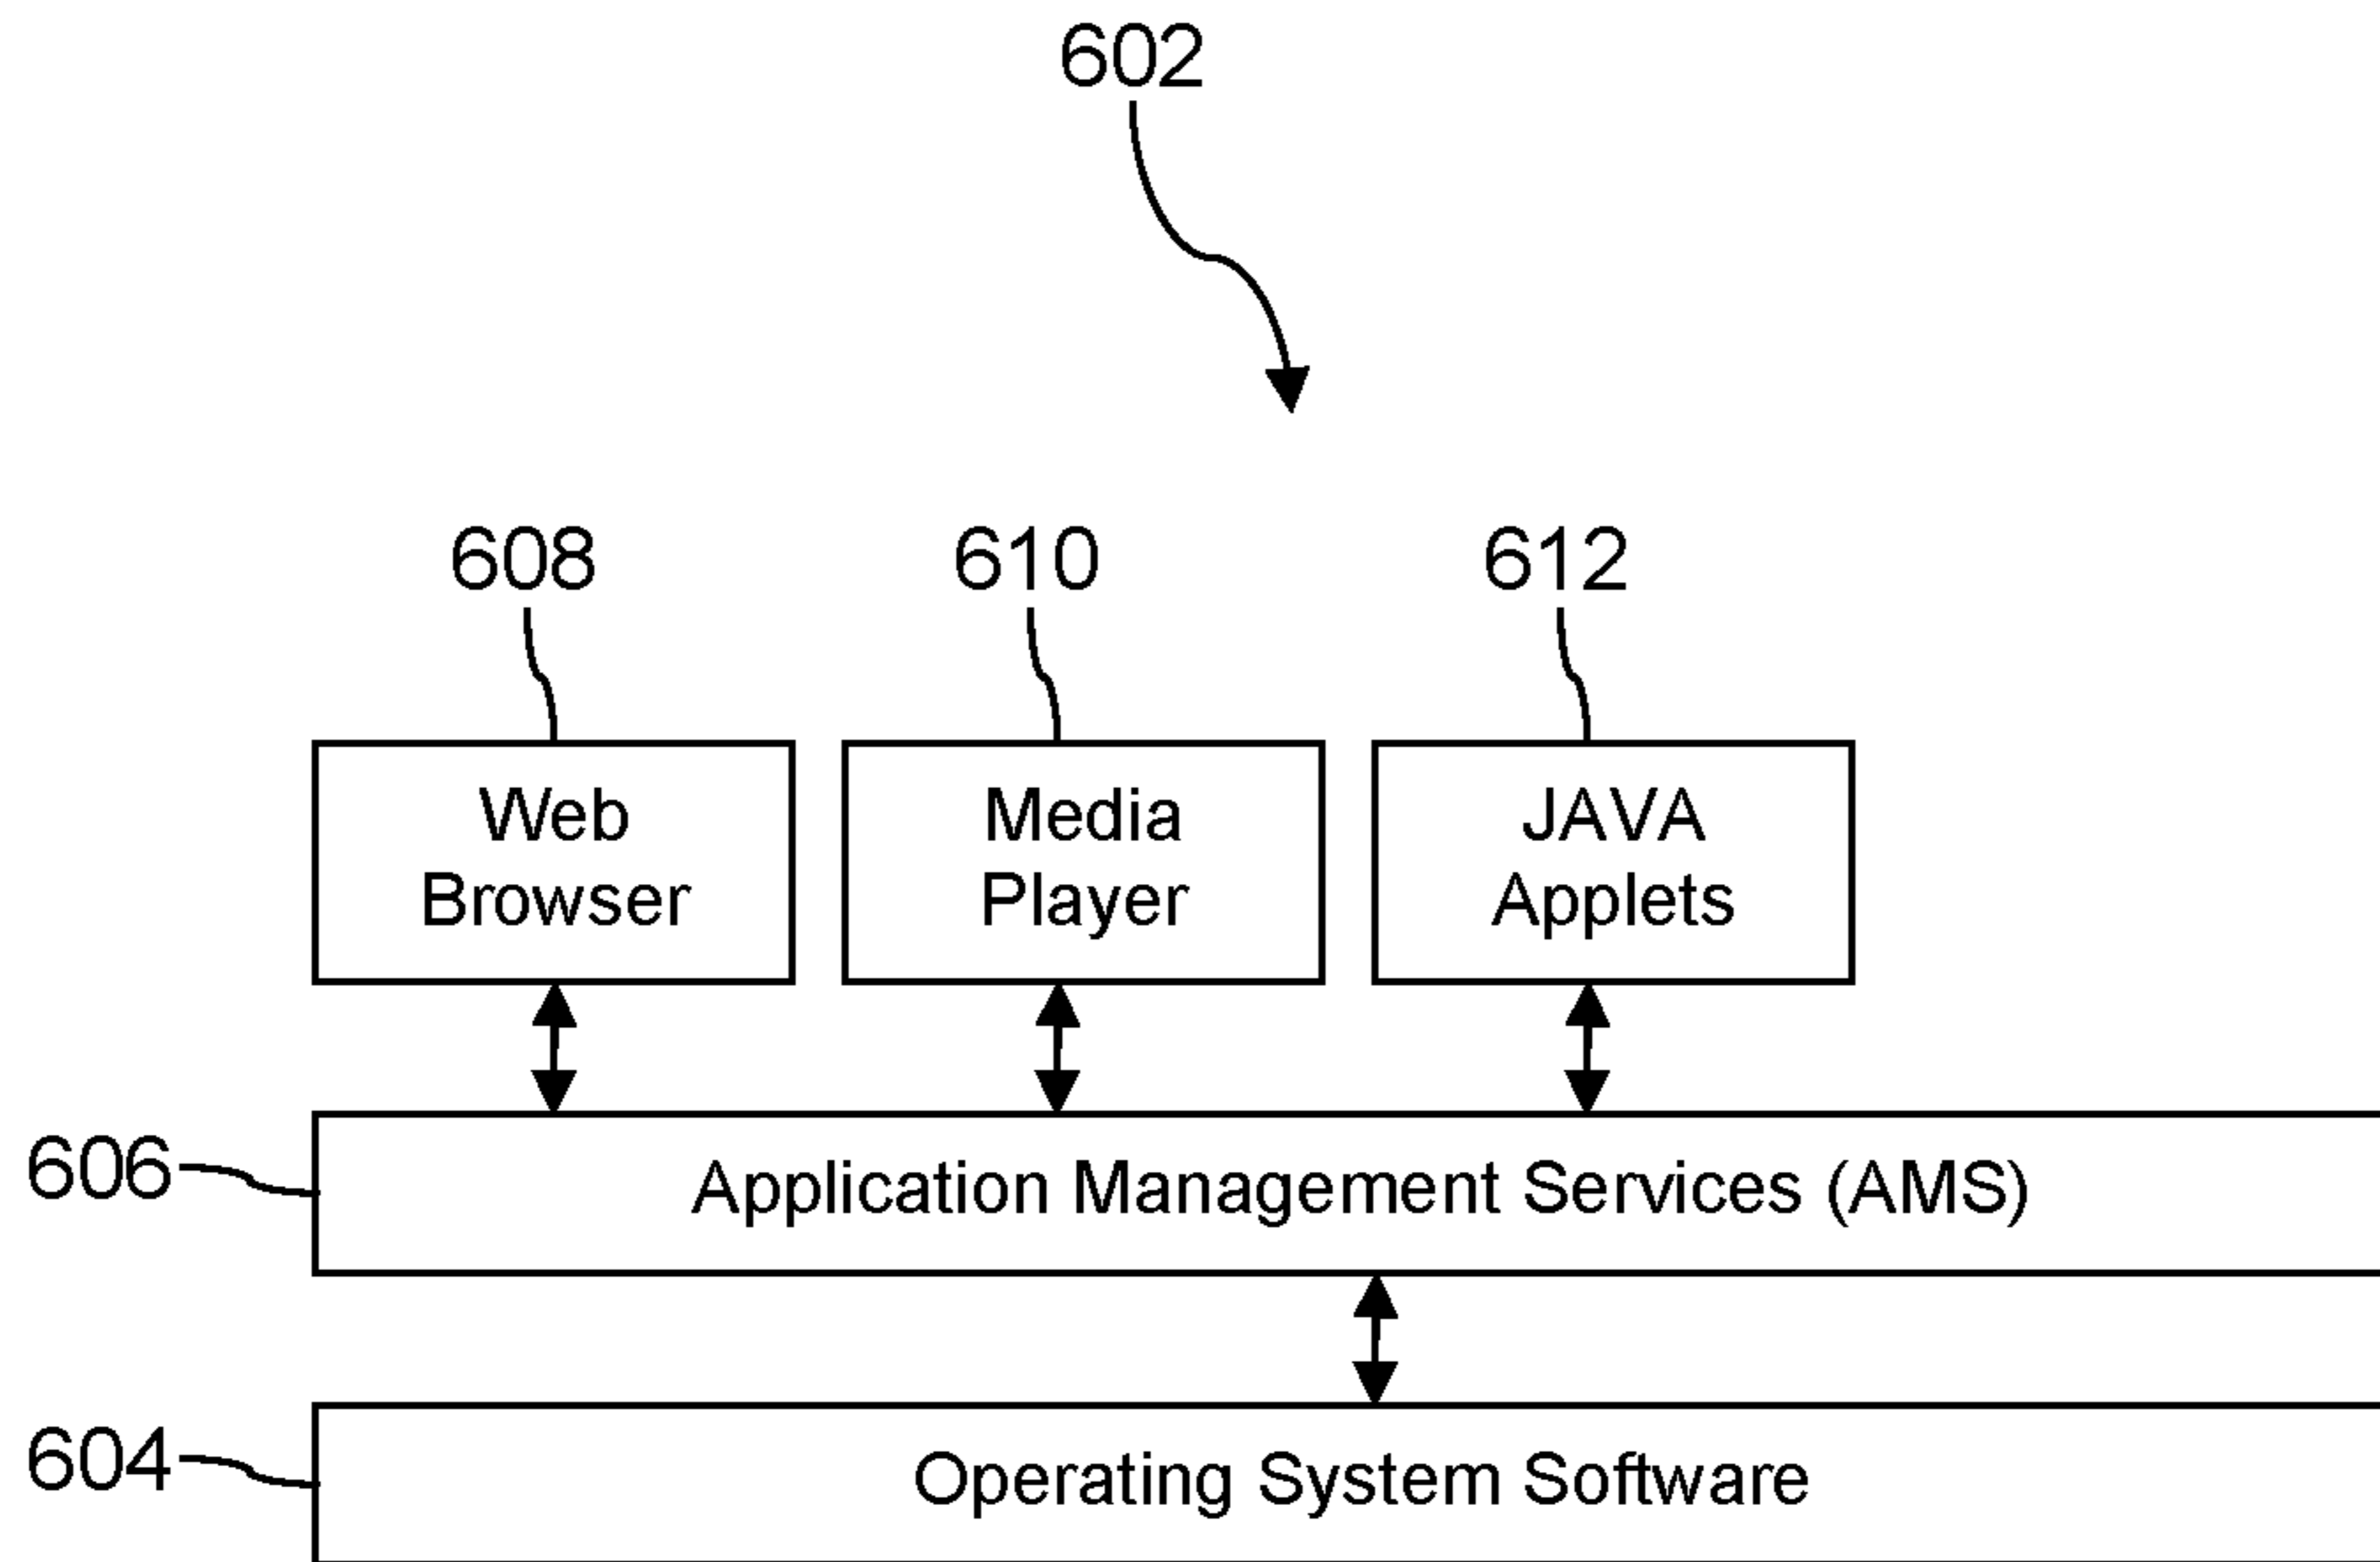 602
608 610 612
Web Media JAVA
Browser Player Applets
606 Application Management Services (AMS)
604 Operating System Software